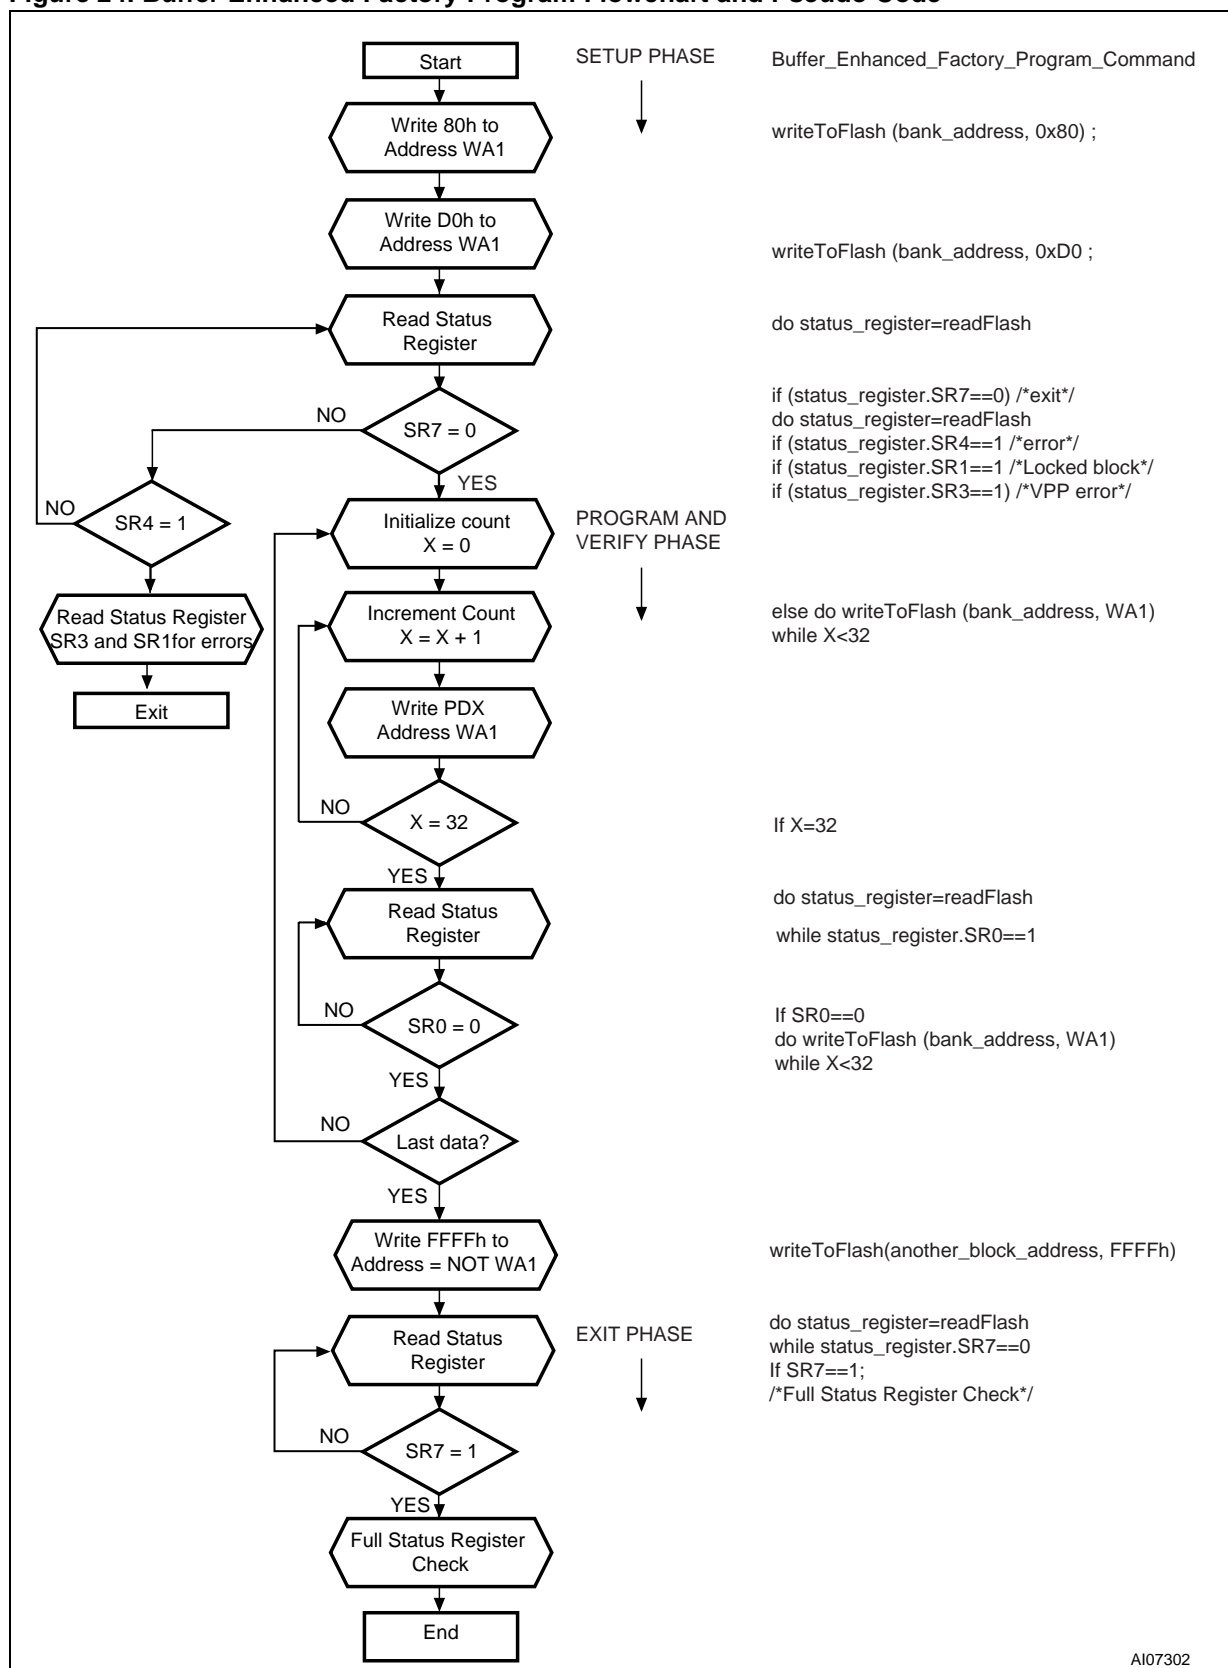 Figure 24. Buffer Enhanced Factory Program Flowchart and Pseudo Code
Start
SETUP PHASE
Buffer_Enhanced_Factory_Program_Command
Write 80h to
Address WA1
writeToFlash (bank_address, 0x80) ;
Write D0h to
Address WA1
writeToFlash (bank_address, 0xD0 ;
Read Status
Register
do status_register=readFlash
NO
SR7 = 0
YES
if (status_register.SR7==0) /*exit*/
do status_register=readFlash
if (status_register.SR4==1 /*error*/
if (status_register.SR1==1 /*Locked block*/
if (status_register.SR3==1) /*VPP error*/
NO
SR4 = 1
Initialize count
X = 0
PROGRAM AND
VERIFY PHASE
Read Status Register
SR3 and SR1for errors
Exit
Increment Count
X = X + 1
else do writeToFlash (bank_address, WA1)
while X<32
Write PDX
Address WA1
NO
X = 32
YES
If X=32
Read Status
Register
do status_register=readFlash
while status_register.SR0==1
NO
SR0 = 0
YES
If SR0==0
do writeToFlash (bank_address, WA1)
while X<32
NO
Last data?
YES
Write FFFFh to
Address = NOT WA1
writeToFlash(another_block_address, FFFFh)
Read Status
Register
EXIT PHASE
do status_register=readFlash
while status_register.SR7==0
If SR7==1;
/*Full Status Register Check*/
NO
SR7 = 1
YES
Full Status Register
Check
End
AI07302